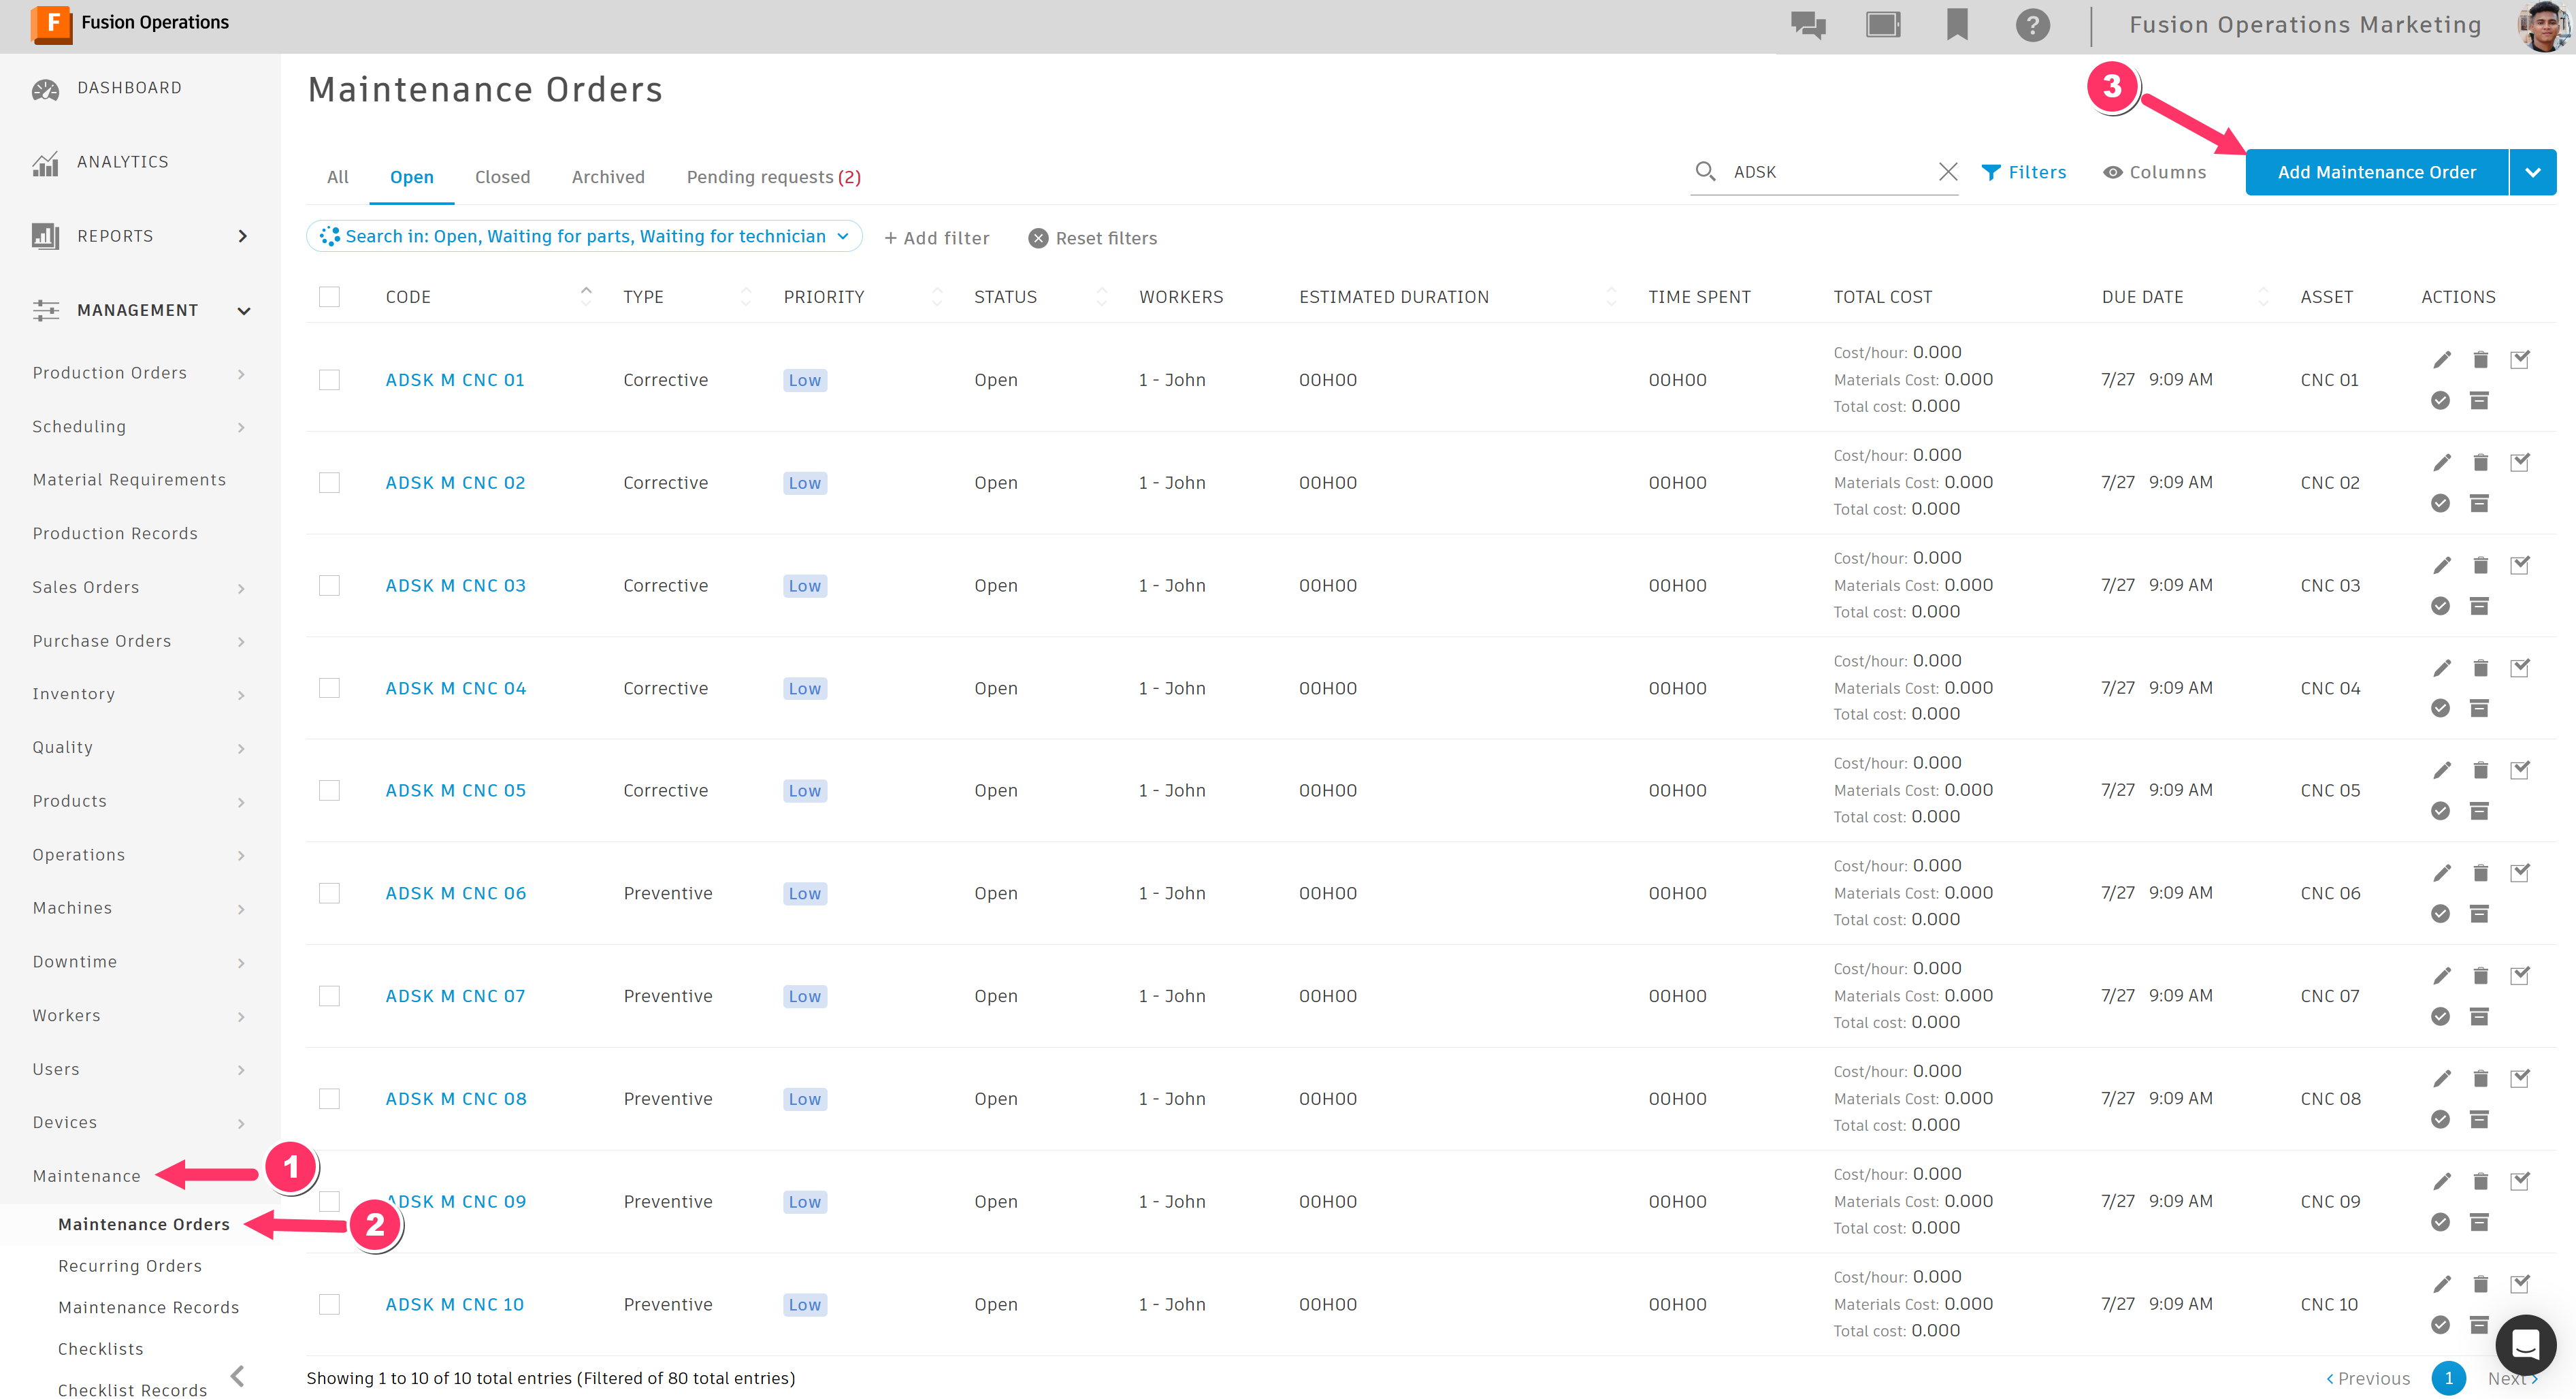 F Fusion Operations
? Fusion Operations Marketing
DASHBOARD
ANALYTICS
REPORTS
MANAGEMENT
Production Orders
Scheduling
Material Requirements
Production Records
Sales Orders
Purchase Orders
Inventory
Quality
Products
Operations
Machines
Downtime
Workers
Users
Devices
Maintenance
1
Maintenance Orders
2
Recurring Orders
Maintenance Records
Checklists
Checklist Records
Maintenance Orders
3
All Open Closed Archived Pending requests (2)
ADSK Filters Columns Add Maintenance Order
Search in: Open, Waiting for parts, Waiting for technician + Add filter Reset filters
CODE TYPE PRIORITY STATUS WORKERS ESTIMATED DURATION TIME SPENT TOTAL COST DUE DATE ASSET ACTIONS
Cost/hour: 0.000
ADSK M CNC 01 Corrective Low Open 1 - John 00H00 00H00 Materials Cost: 0.000 7/27 9:09 AM CNC 01
Total cost: 0.000
Cost/hour: 0.000
ADSK M CNC 02 Corrective Low Open 1 - John 00H00 00H00 Materials Cost: 0.000 7/27 9:09 AM CNC 02
Total cost: 0.000
Cost/hour: 0.000
ADSK M CNC 03 Corrective Low Open 1 - John 00H00 00H00 Materials Cost: 0.000 7/27 9:09 AM CNC 03
Total cost: 0.000
Cost/hour: 0.000
ADSK M CNC 04 Corrective Low Open 1 - John 00H00 00H00 Materials Cost: 0.000 7/27 9:09 AM CNC 04
Total cost: 0.000
Cost/hour: 0.000
ADSK M CNC 05 Corrective Low Open 1 - John 00H00 00H00 Materials Cost: 0.000 7/27 9:09 AM CNC 05
Total cost: 0.000
Cost/hour: 0.000
ADSK M CNC 06 Preventive Low Open 1 - John 00H00 00H00 Materials Cost: 0.000 7/27 9:09 AM CNC 06
Total cost: 0.000
Cost/hour: 0.000
ADSK M CNC 07 Preventive Low Open 1 - John 00H00 00H00 Materials Cost: 0.000 7/27 9:09 AM CNC 07
Total cost: 0.000
Cost/hour: 0.000
ADSK M CNC 08 Preventive Low Open 1 - John 00H00 00H00 Materials Cost: 0.000 7/27 9:09 AM CNC 08
Total cost: 0.000
Cost/hour: 0.000
ADSK M CNC 09 Preventive Low Open 1 - John 00H00 00H00 Materials Cost: 0.000 7/27 9:09 AM CNC 09
Total cost: 0.000
Cost/hour: 0.000
ADSK M CNC 10 Preventive Low Open 1 - John 00H00 00H00 Materials Cost: 0.000 7/27 9:09 AM CNC 10
Total cost: 0.000
Showing 1 to 10 of 10 total entries (Filtered of 80 total entries) Previous 1 Next